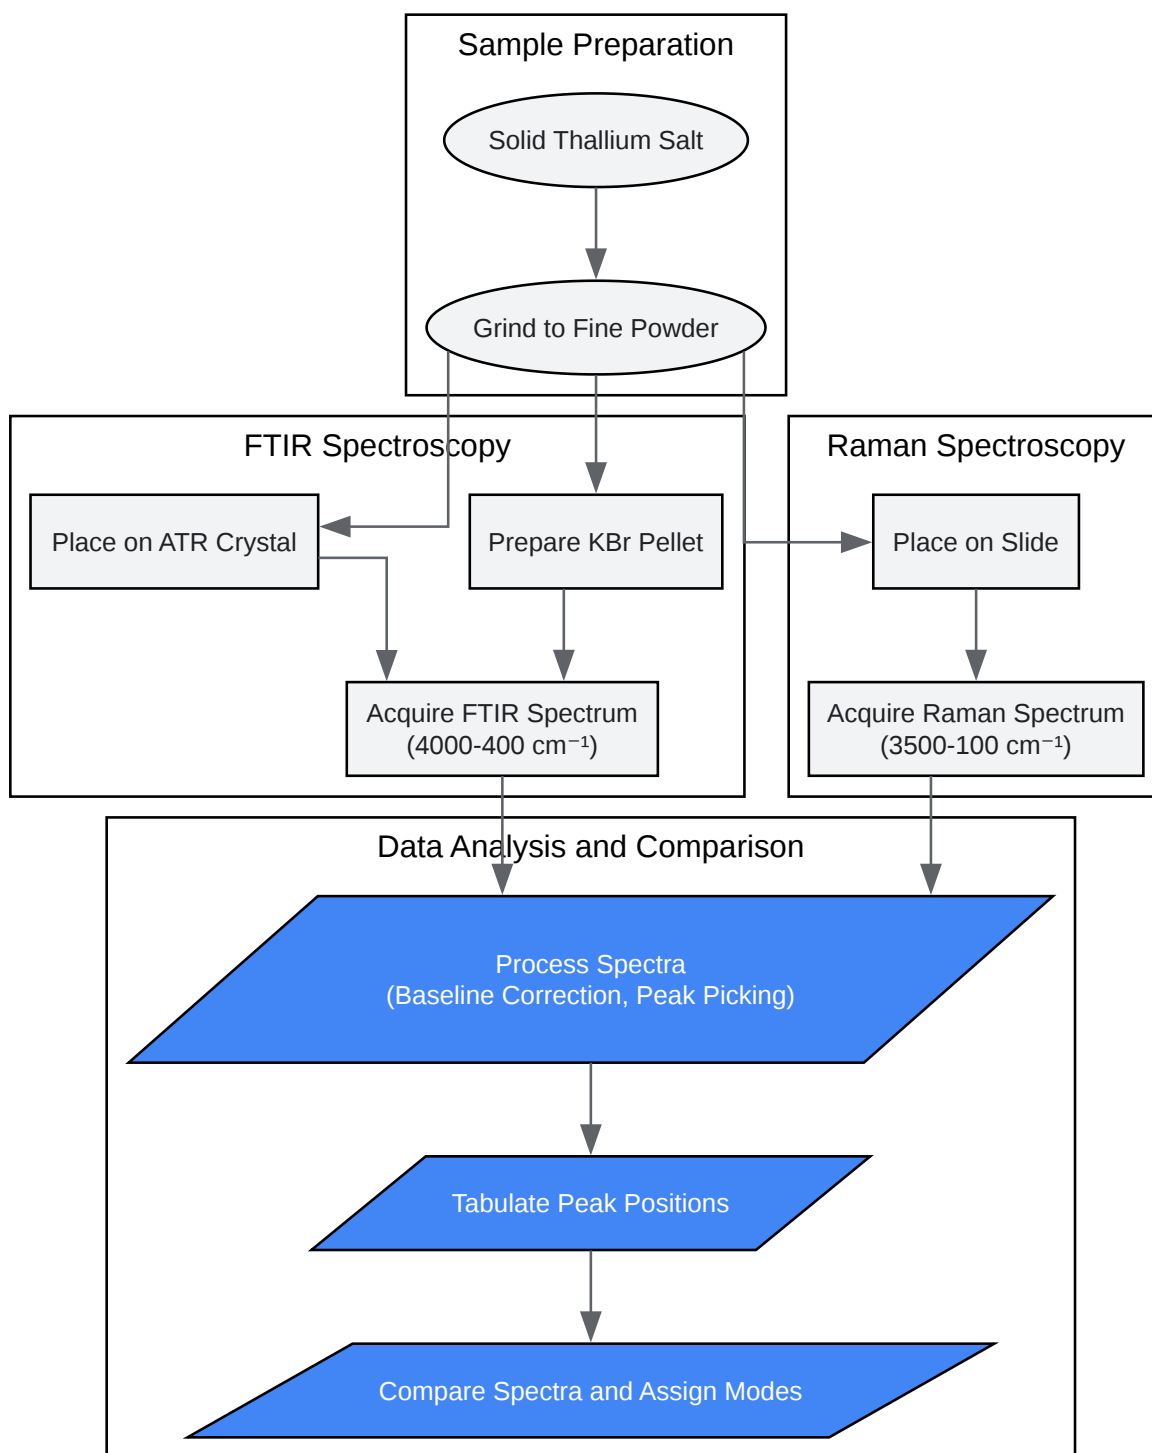 Sample Preparation
Solid Thallium Salt
Grind to Fine Powder
FTIR Spectroscopy
Raman Spectroscopy
Place on ATR Crystal
Prepare KBr Pellet
Place on Slide
Acquire FTIR Spectrum
(4000-400 cm⁻¹)
Acquire Raman Spectrum
(3500-100 cm⁻¹)
Data Analysis and Comparison
Process Spectra
(Baseline Correction, Peak Picking)
Tabulate Peak Positions
Compare Spectra and Assign Modes